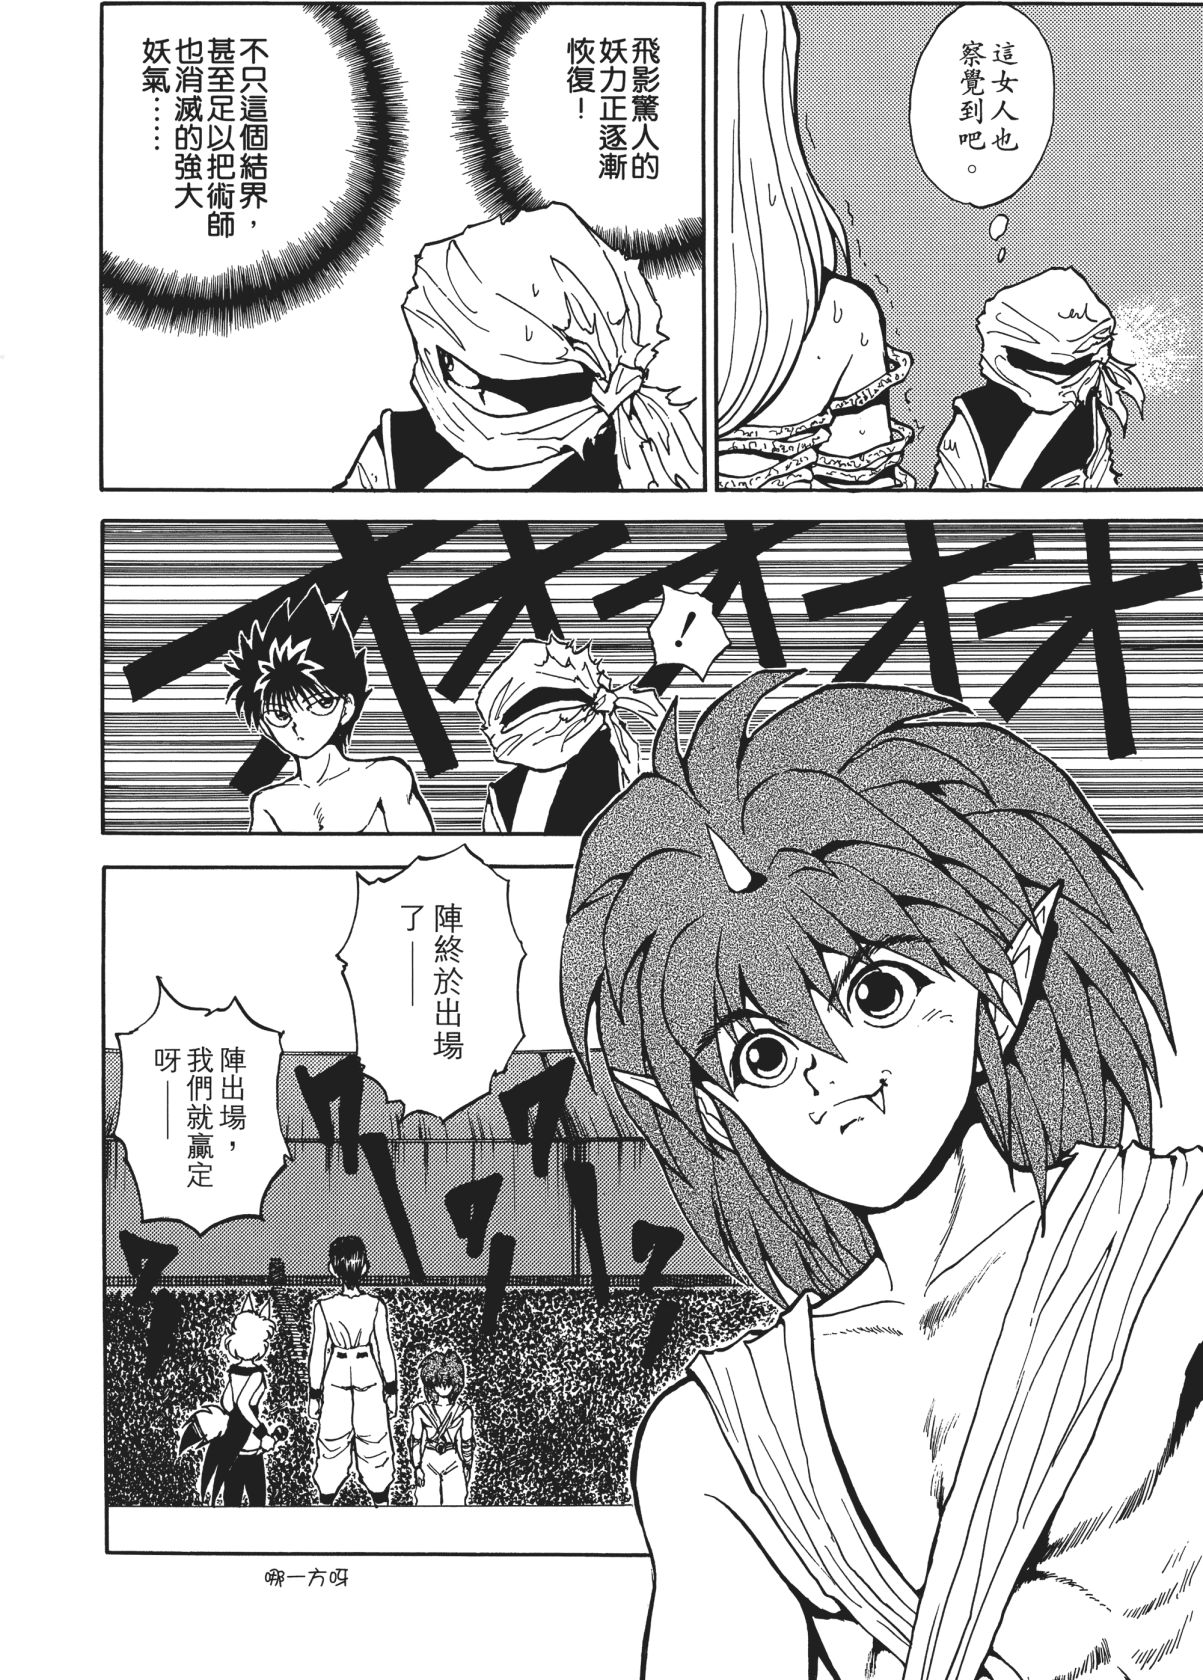 這女人也
察覺到吧。
飛影驚人的
妖力正逐漸
恢復！
不只這個結界，
甚至足以把術師
也消滅的強大
妖氣……
オオオオ
！
陣終於出場
了——
陣出場，
我們就贏定
呀——
ワワワワワワ
哪一方呀